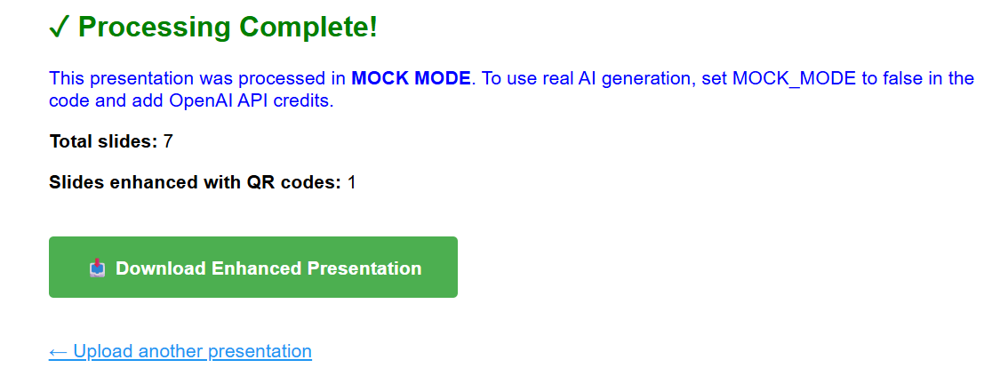 ✓ Processing Complete!
This presentation was processed in MOCK MODE. To use real AI generation, set MOCK_MODE to false in the
code and add OpenAI API credits.
Total slides: 7
Slides enhanced with QR codes: 1
📥 Download Enhanced Presentation
← Upload another presentation